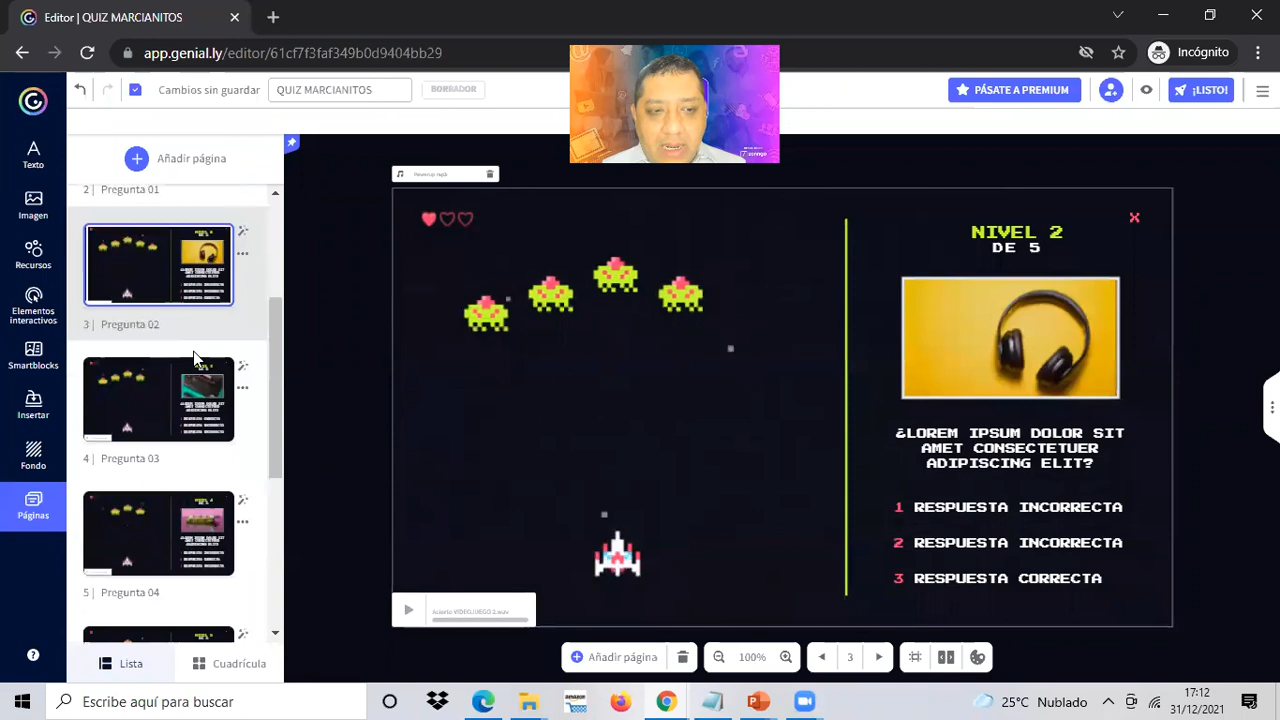 Editor | QUIZ MARCIANITOS
app.genial.ly/editor/61cf7f3faf349b0d9404bb29
Incógnito
Cambios sin guardar
QUIZ MARCIANITOS
BORRADOR
PÁSATE A PREMIUM
¡LISTO!
Texto
Imagen
Recursos
Elementos
interactivos
Smartblocks
Insertar
Fondo
Páginas
Añadir página
2 | Pregunta 01
3 | Pregunta 02
4 | Pregunta 03
5 | Pregunta 04
Lista
Cuadrícula
NIVEL 2
DE 5
X
¿LOREM IPSUM DOLOR SIT
AMET CONSECTETUER
ADIPISCING ELIT?
1 RESPUESTA INCORRECTA
2 RESPUESTA INCORRECTA
3 RESPUESTA CORRECTA
Acierto VIDEOJUEGO 2.wav
Añadir página
100%
3
Escribe aquí para buscar
25°C Nublado
17:12
31/12/2021